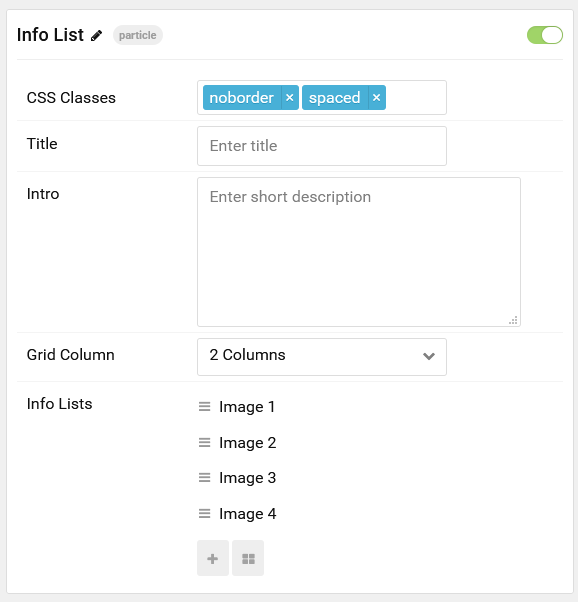 Info List particle
CSS Classes noborder × spaced ×
Title Enter title
Intro Enter short description
Grid Column 2 Columns
Info Lists Image 1
Image 2
Image 3
Image 4